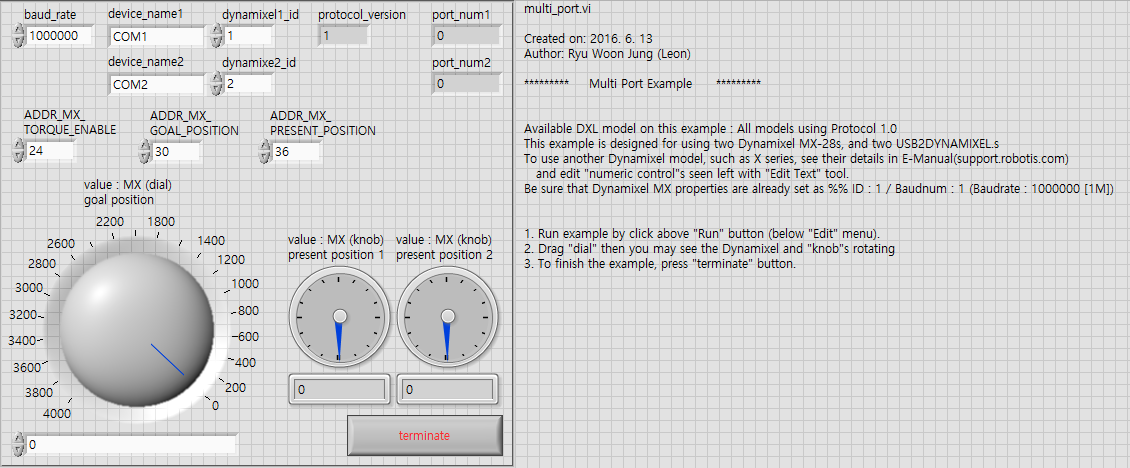 baud_rate
device_name1
dynamixel1_id
protocol_version
port_num1
1000000
COM1
1
1
0
device_name2
dynamixe2_id
port_num2
COM2
2
0
ADDR_MX_
TORQUE_ENABLE
ADDR_MX_
GOAL_POSITION
ADDR_MX_
PRESENT_POSITION
24
30
36
value : MX (dial)
goal position
0
200
400
600
800
1000
1200
1400
1800
2200
2600
2800
3000
3200
3400
3600
3800
4000
0
value : MX (knob)
present position 1
value : MX (knob)
present position 2
0
0
terminate
multi_port.vi
Created on: 2016. 6. 13
Author: Ryu Woon Jung (Leon)
********* Multi Port Example *********
Available DXL model on this example : All models using Protocol 1.0
This example is designed for using two Dynamixel MX-28s, and two USB2DYNAMIXEL.s
To use another Dynamixel model, such as X series, see their details in E-Manual(support.robotis.com)
and edit "numeric control"s seen left with "Edit Text" tool.
Be sure that Dynamixel MX properties are already set as %% ID : 1 / Baudnum : 1 (Baudrate : 1000000 [1M])
1. Run example by click above "Run" button (below "Edit" menu).
2. Drag "dial" then you may see the Dynamixel and "knob"s rotating
3. To finish the example, press "terminate" button.